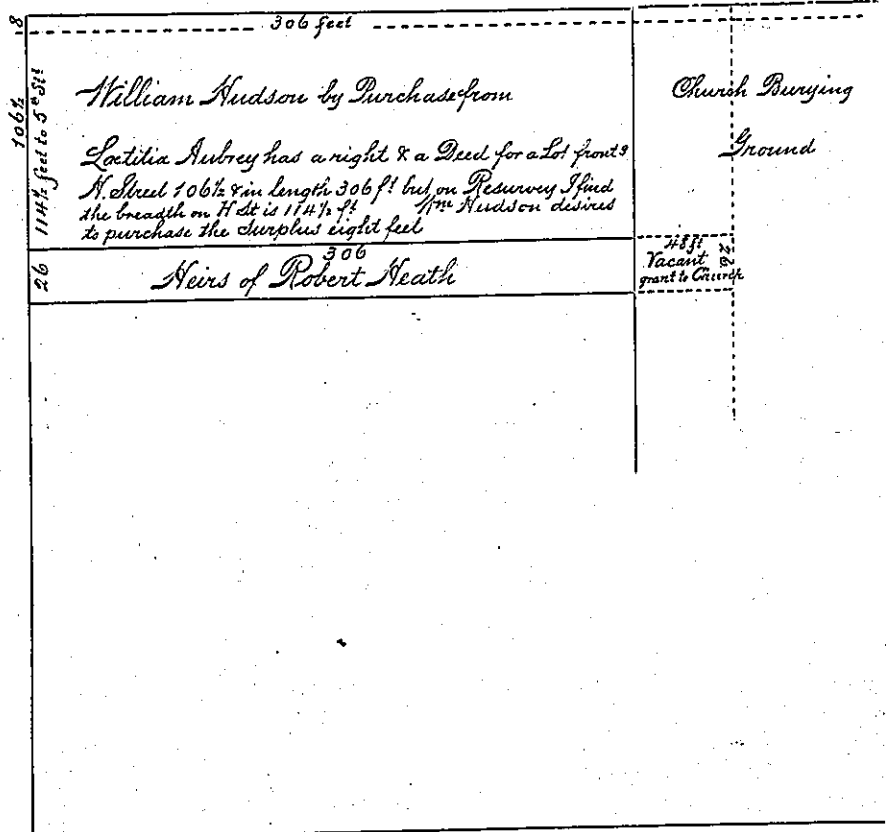 306 feet
8
106½
114½ feet to 5th St
William Hudson by Purchase from
Lœtitia Aubrey has a right & a Deed for a Lot frontg
H. Street 106½ & in length 306 ft but on Resurvey I find
the breadth on H St is 114½ ft Wm Hudson desires
to purchase the Surplus eight feet
Church Burying
Ground
26
306
Heirs of Robert Heath
48 ft
Vacant
grant to Church